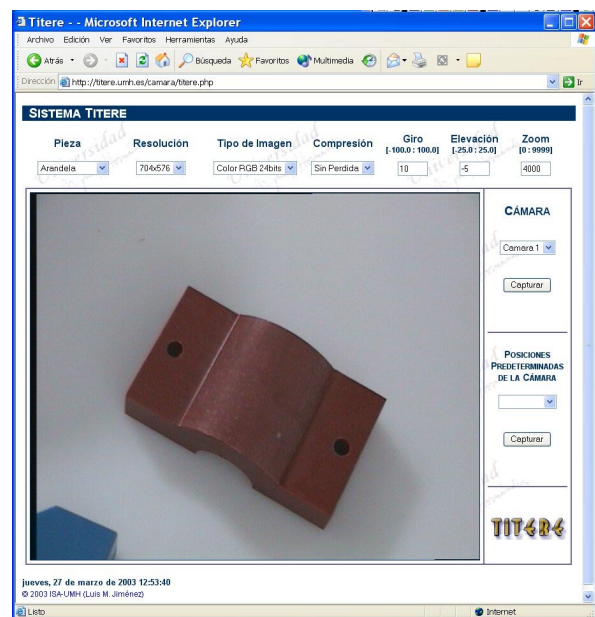 Titere - - Microsoft Internet Explorer
Archivo Edición Ver Favoritos Herramientas Ayuda
Atrás Búsqueda Favoritos Multimedia
Dirección http://titere.umh.es/camara/titere.php Ir
SISTEMA TITERE
Pieza Resolución Tipo de Imagen Compresión Giro Elevación Zoom
[-100.0 : 100.0] [-25.0 : 25.0] [0 : 9999]
Arandela 704x576 Color RGB 24bits Sin Perdida 10 -5 4000
CÁMARA
Camara 1
Capturar
POSICIONES
PREDETERMINADAS
DE LA CÁMARA
Capturar
TITERE
jueves, 27 de marzo de 2003 12:53:40
© 2003 ISA-UMH (Luis M. Jiménez)
Listo Internet